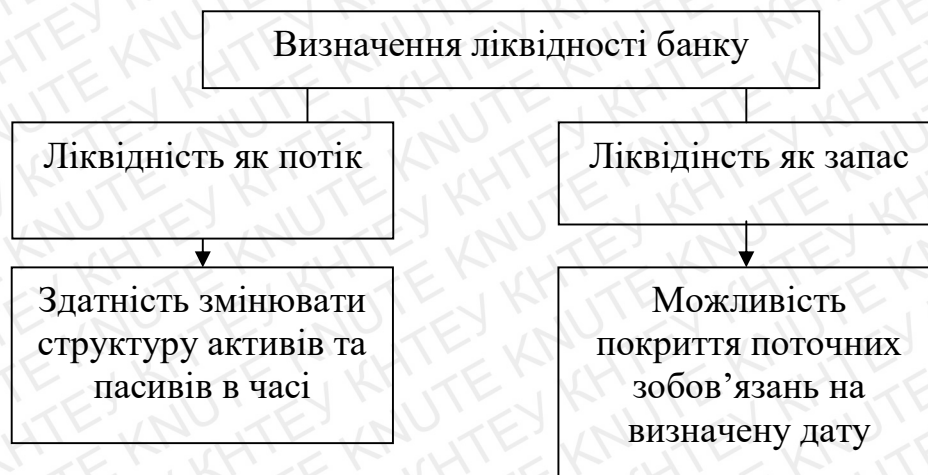 Визначення ліквідності банку
Ліквідність як потік
Ліквідінсть як запас
Здатність змінювати
структуру активів та
пасивів в часі
Можливість
покриття поточних
зобов’язань на
визначену дату